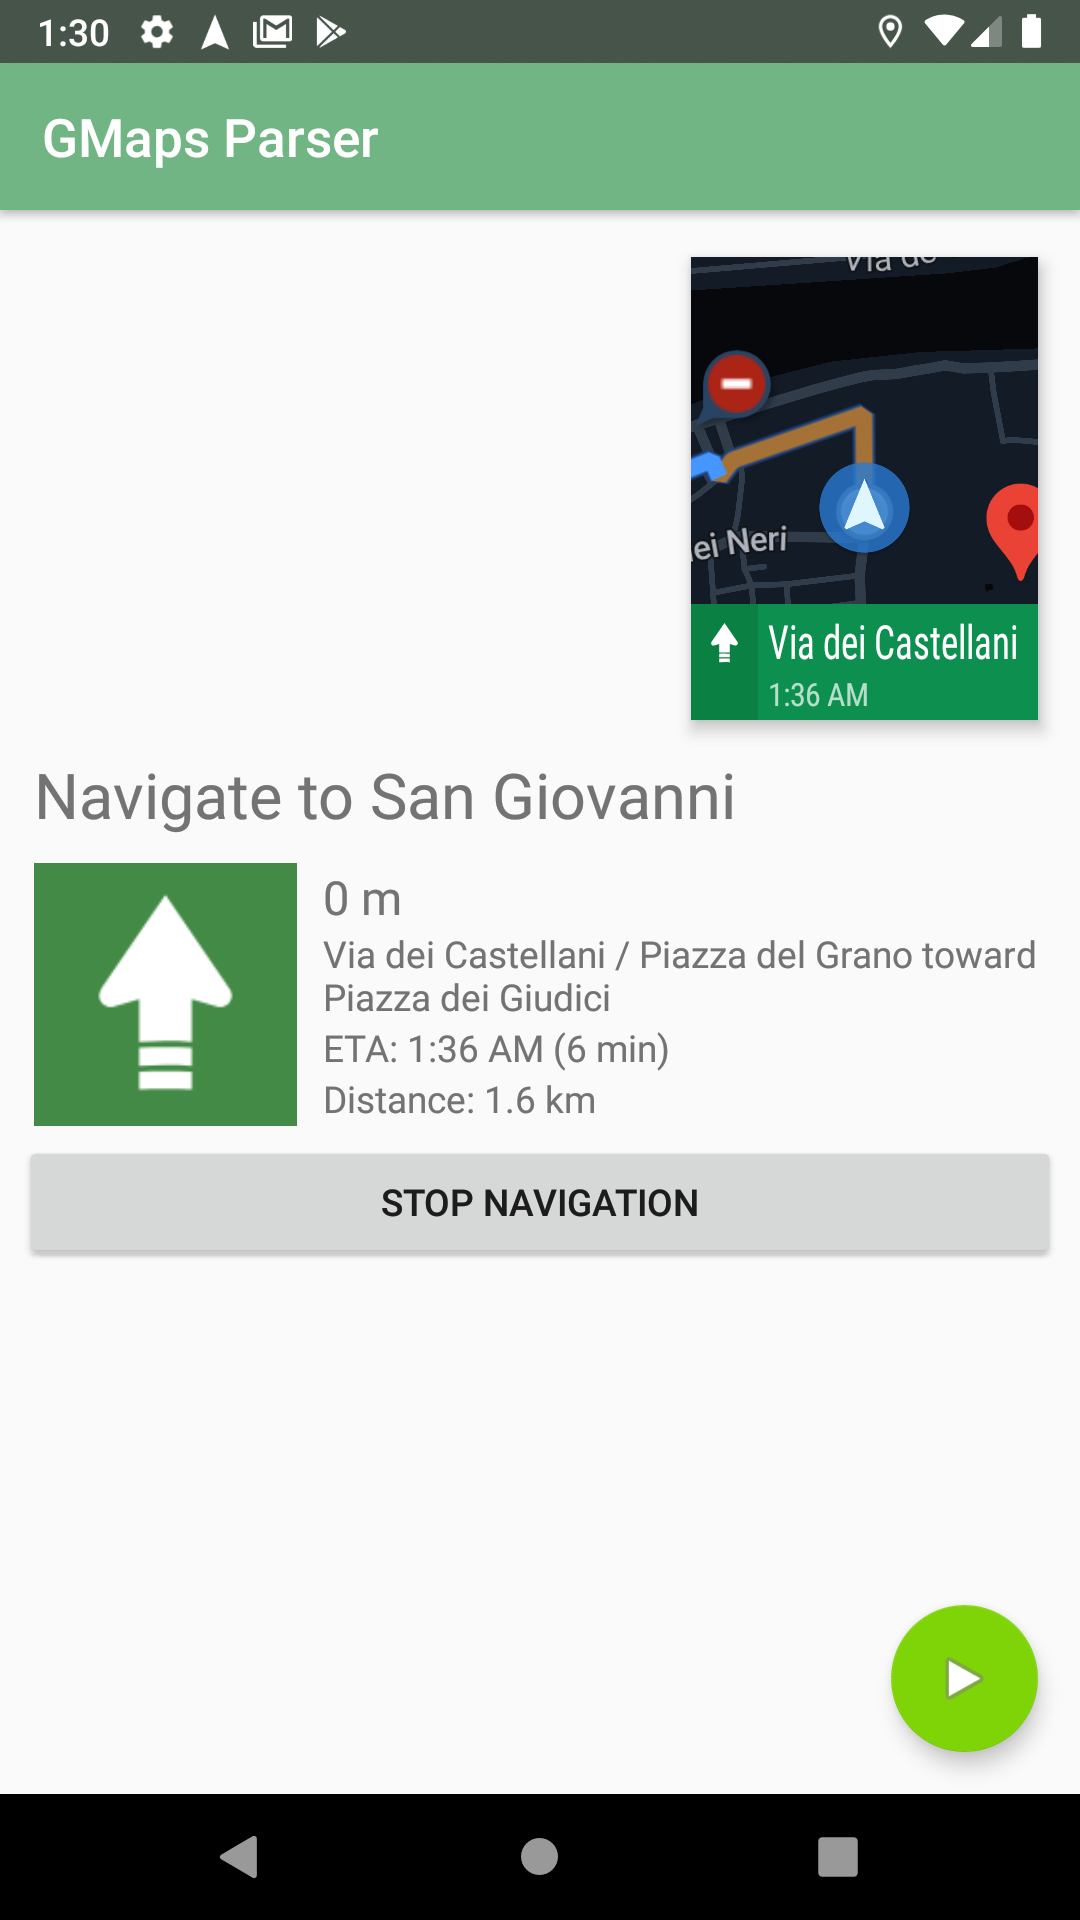 1:30
GMaps Parser
ei Neri
Via dei Castellani
1:36 AM
Navigate to San Giovanni
0 m
Via dei Castellani / Piazza del Grano toward
Piazza dei Giudici
ETA: 1:36 AM (6 min)
Distance: 1.6 km
STOP NAVIGATION